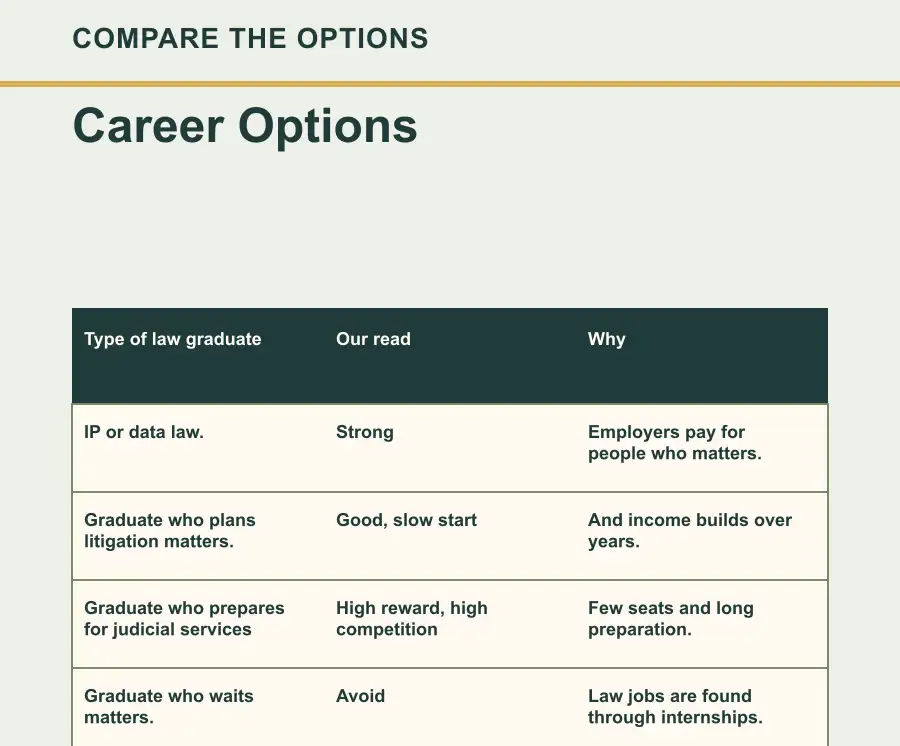 COMPARE THE OPTIONS
Career Options
Type of law graduate
Our read
Why
IP or data law.
Strong
Employers pay for
people who matters.
Graduate who plans
litigation matters.
Good, slow start
And income builds over
years.
Graduate who prepares
for judicial services
High reward, high
competition
Few seats and long
preparation.
Graduate who waits
matters.
Avoid
Law jobs are found
through internships.